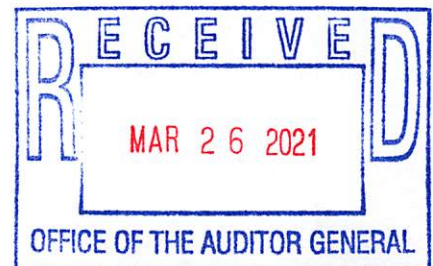 RECEIVED
MAR 26 2021
OFFICE OF THE AUDITOR GENERAL